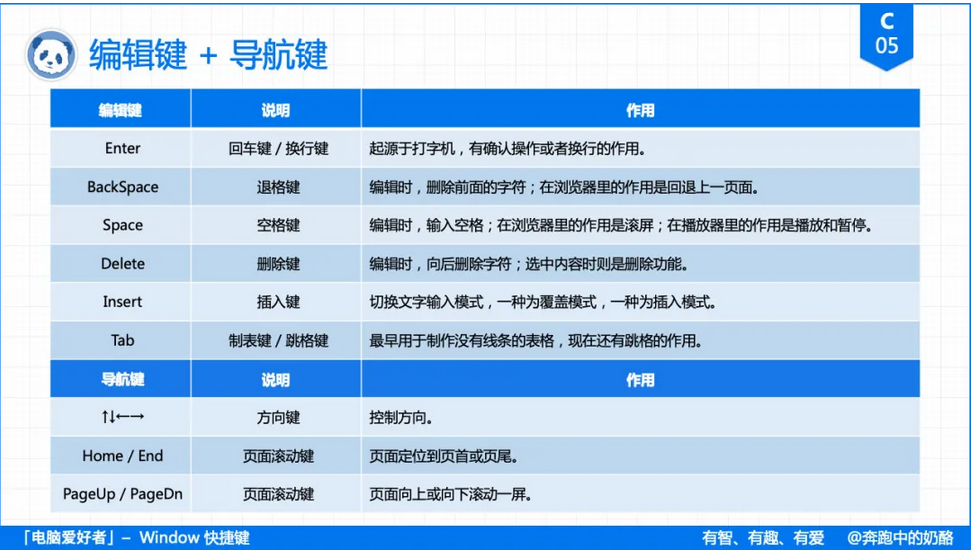 C
05
编辑键 + 导航键
编辑键 说明 作用
Enter 回车键 / 换行键 起源于打字机，有确认操作或者换行的作用。
BackSpace 退格键 编辑时，删除前面的字符；在浏览器里的作用是回退上一页面。
Space 空格键 编辑时，输入空格；在浏览器里的作用是滚屏；在播放器里的作用是播放和暂停。
Delete 删除键 编辑时，向后删除字符；选中内容时则是删除功能。
Insert 插入键 切换文字输入模式，一种为覆盖模式，一种为插入模式。
Tab 制表键 / 跳格键 最早用于制作没有线条的表格，现在还有跳格的作用。
导航键 说明 作用
↑↓←→ 方向键 控制方向。
Home / End 页面滚动键 页面定位到页首或页尾。
PageUp / PageDn 页面滚动键 页面向上或向下滚动一屏。
「电脑爱好者」– Window 快捷键 有智、有趣、有爱 @奔跑中的奶酪